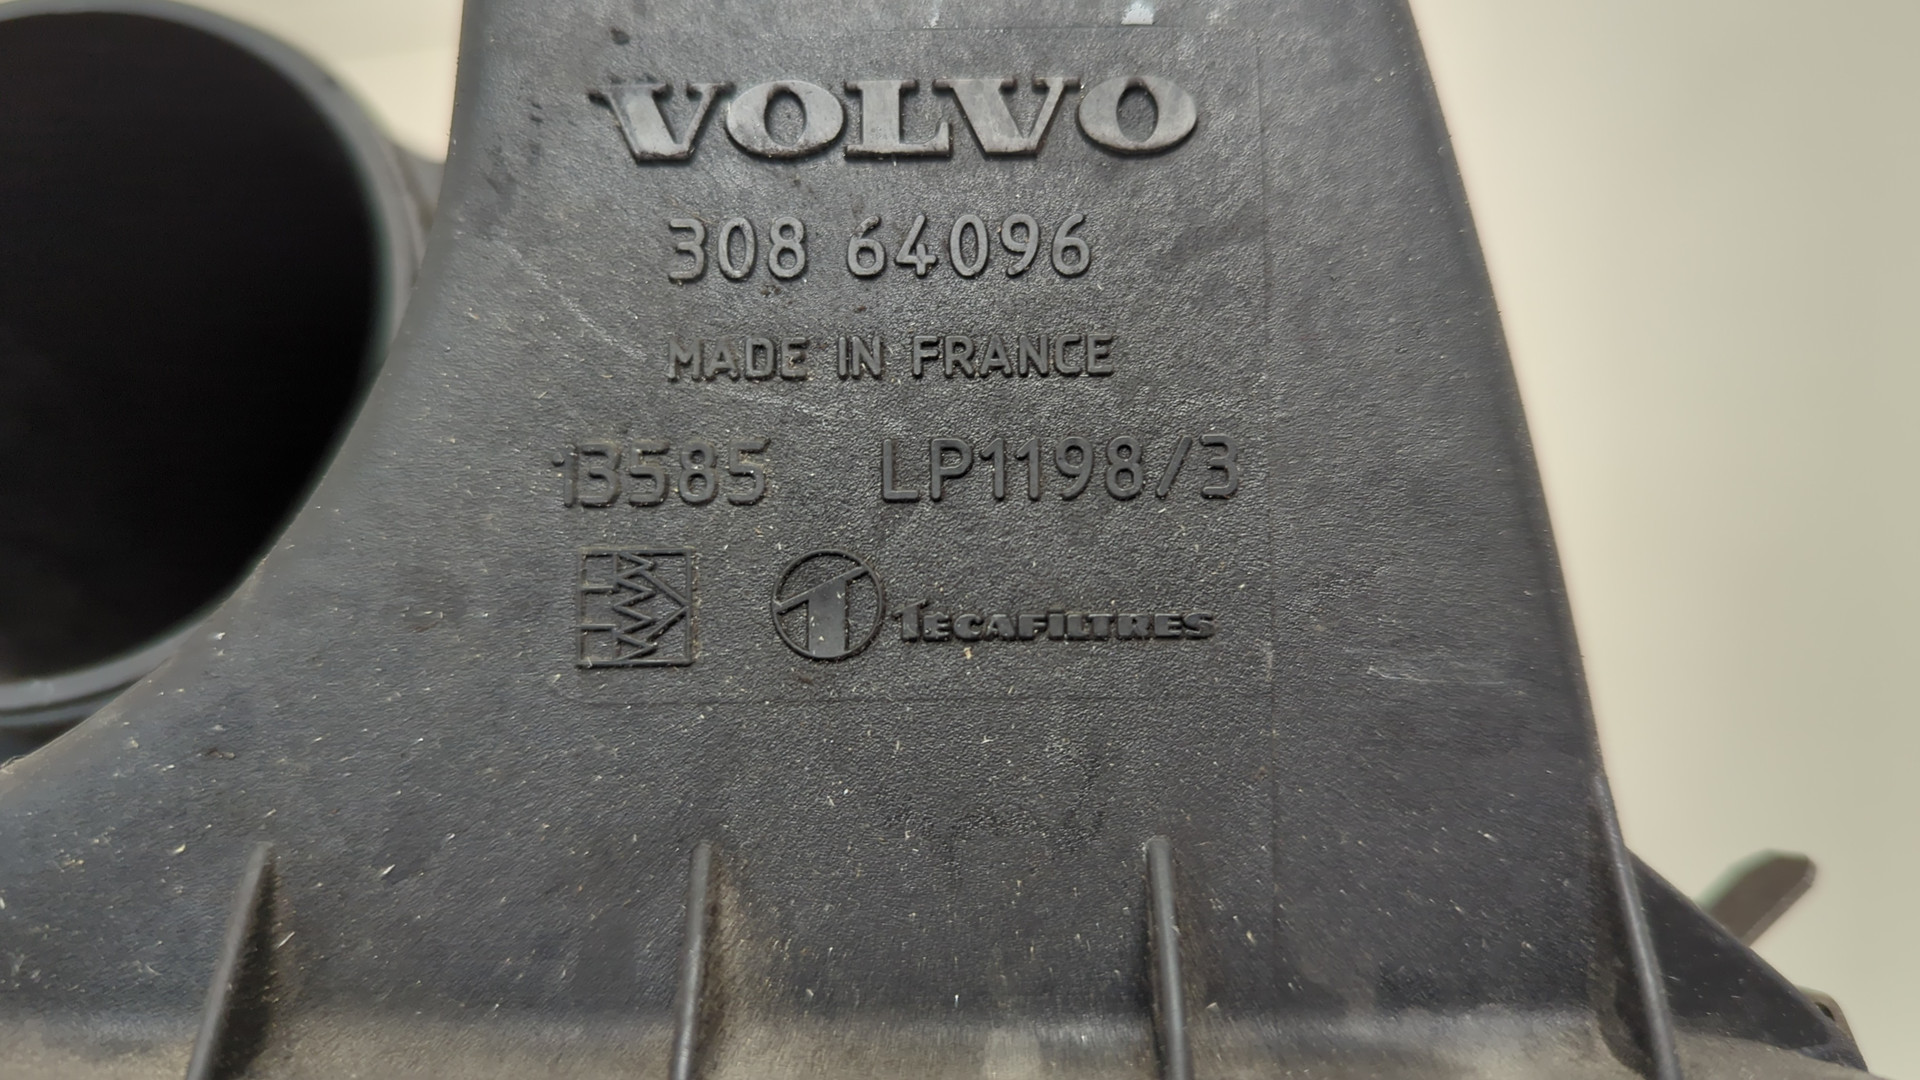 VOLVO
308 64096
MADE IN FRANCE
13585 LP1198/3
T TECAFILTRES